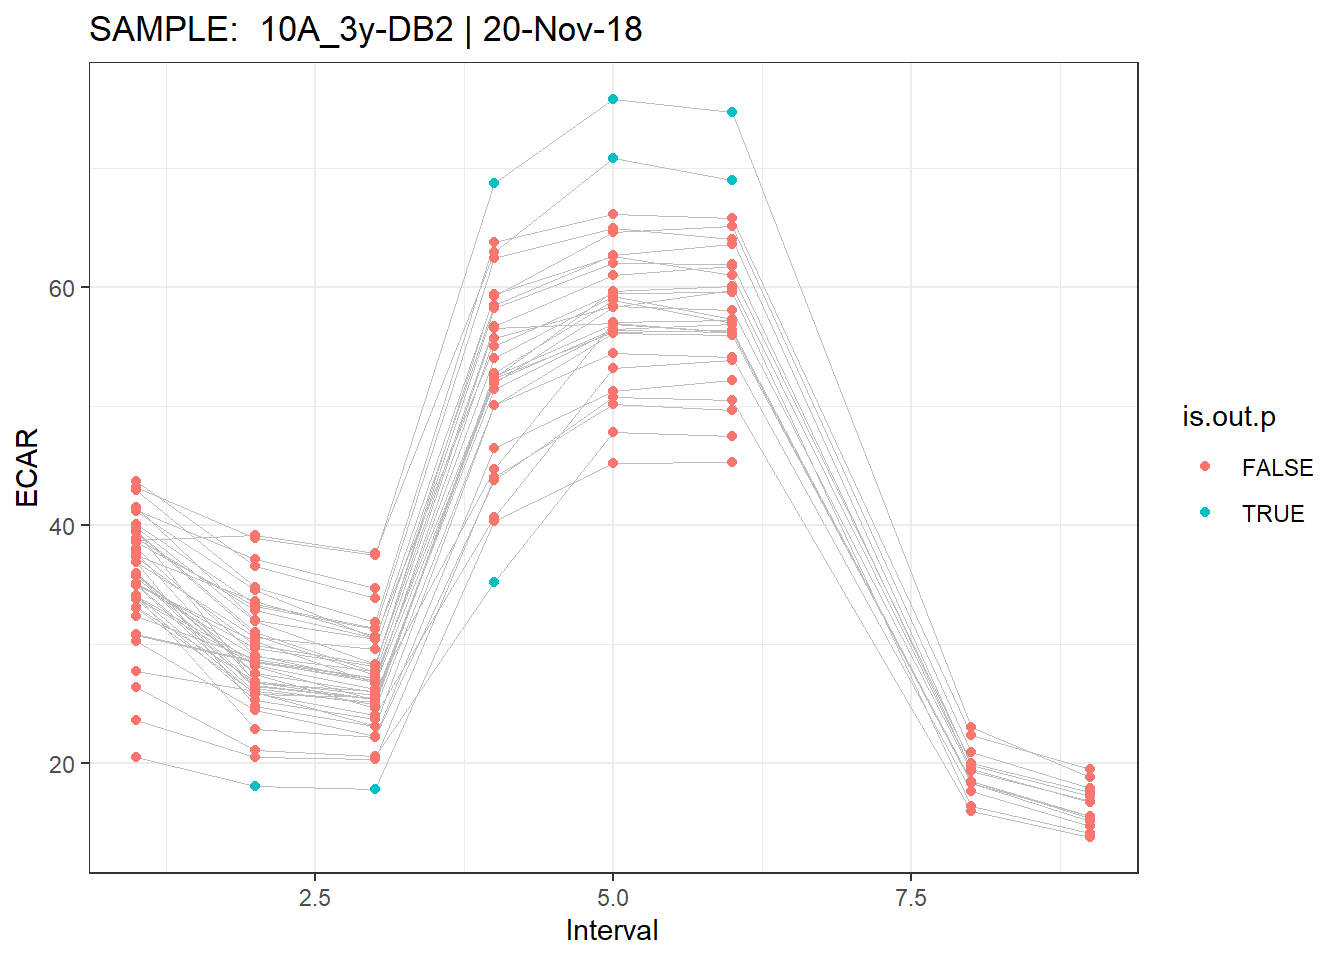 SAMPLE:  10A_3y-DB2 | 20-Nov-18
ECAR
60
40
20
2.5
5.0
7.5
Interval
is.out.p
FALSE
TRUE